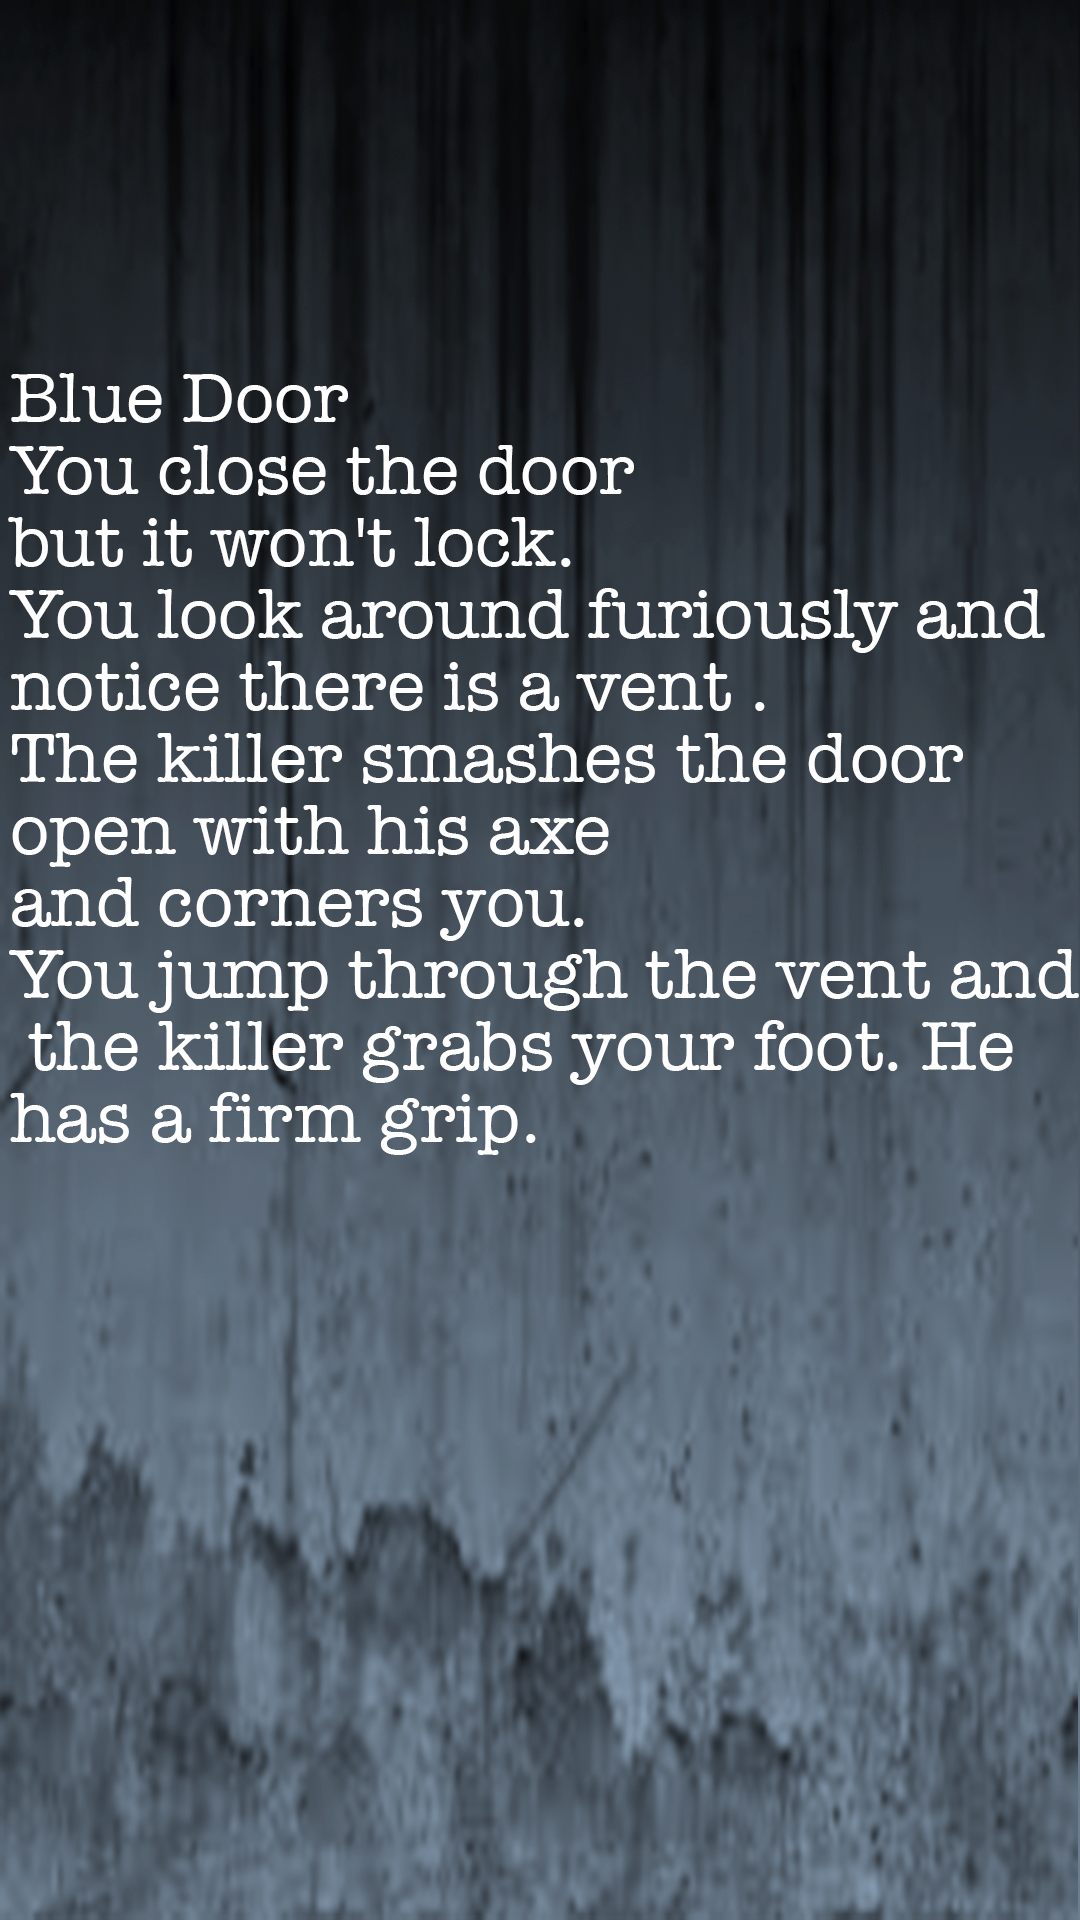 Blue Door
You close the door
but it won't lock.
You look around furiously and
notice there is a vent .
The killer smashes the door
open with his axe
and corners you.
You jump through the vent and
the killer grabs your foot. He
has a firm grip.